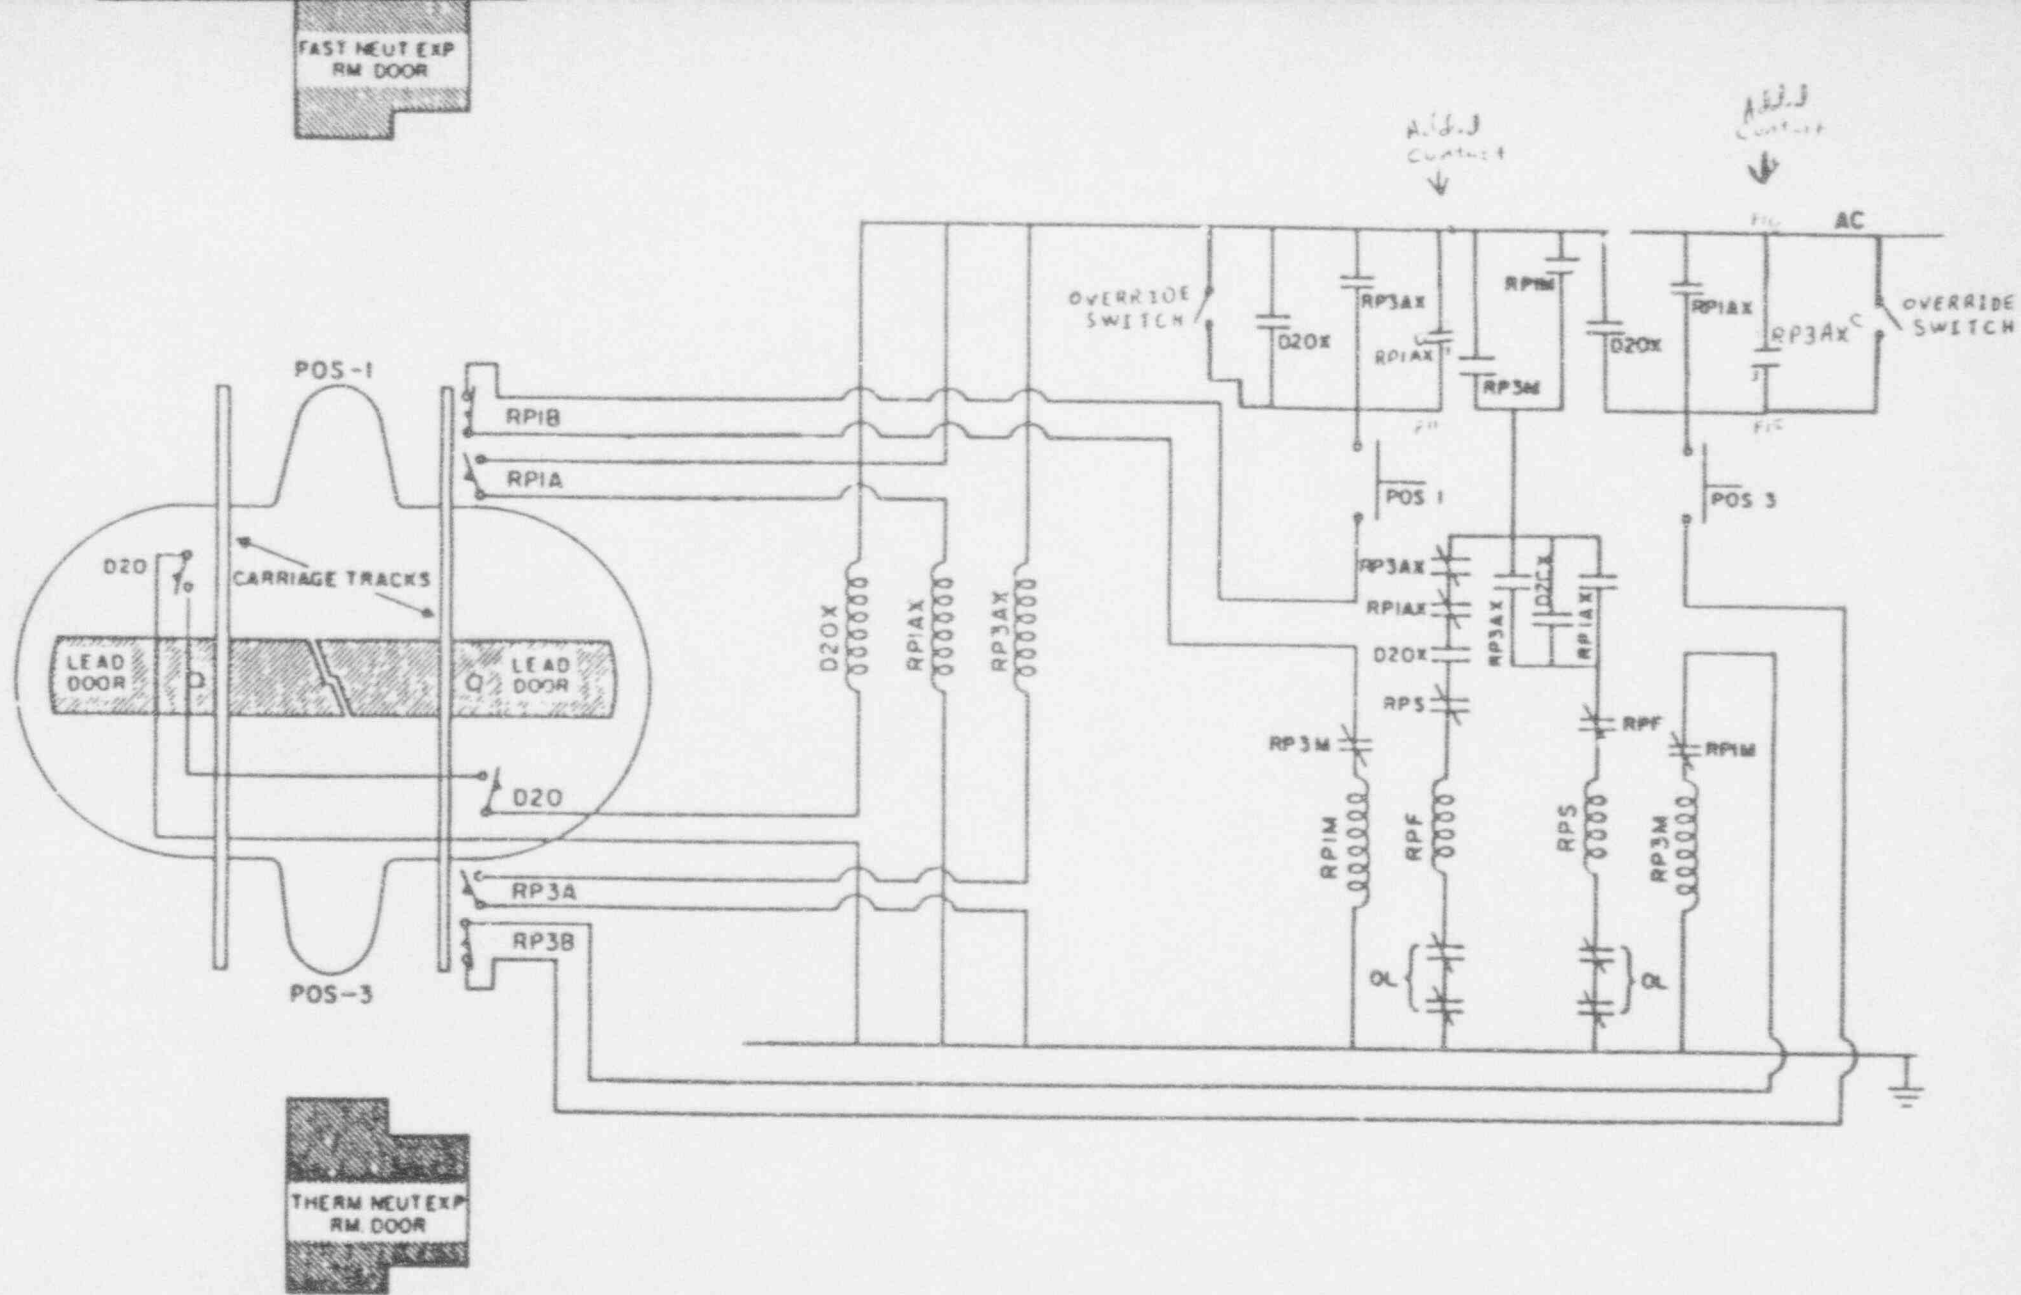 FAST NEUT EXP
RM DOOR
Added
Contact
Added
Contact
AC
OVERRIDE
SWITCH
D2OX
RP3AX
RP1AX
RP3M
RP1M
D2OX
RP1AX
RP3AX
OVERRIDE
SWITCH
POS-1
RP1B
RP1A
POS 1
POS 3
D2O
CARRIAGE TRACKS
LEAD
DOOR
LEAD
DOOR
D2OX
RP1AX
RP3AX
RP3AX
RP1AX
D2OX
RPS
RP3AX
D2OX
RP1AX
RP3M
RPF
RP1M
D2O
RP1M
RPF
RPS
RP3M
RP3A
RP3B
OL
OL
POS-3
THERM NEUT EXP
RM. DOOR